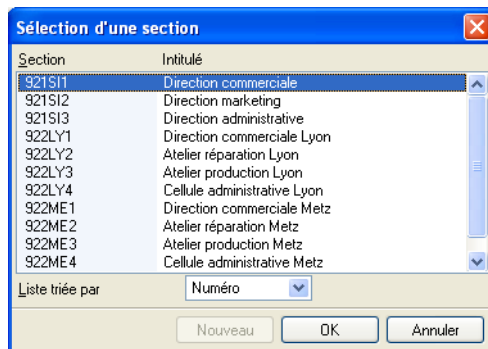 Sélection d'une section
Section Intitulé
921SI1 Direction commerciale
921SI2 Direction marketing
921SI3 Direction administrative
922LY1 Direction commerciale Lyon
922LY2 Atelier réparation Lyon
922LY3 Atelier production Lyon
922LY4 Cellule administrative Lyon
922ME1 Direction commerciale Metz
922ME2 Atelier réparation Metz
922ME3 Atelier production Metz
922ME4 Cellule administrative Metz
Liste triée par Numéro
Nouveau OK Annuler